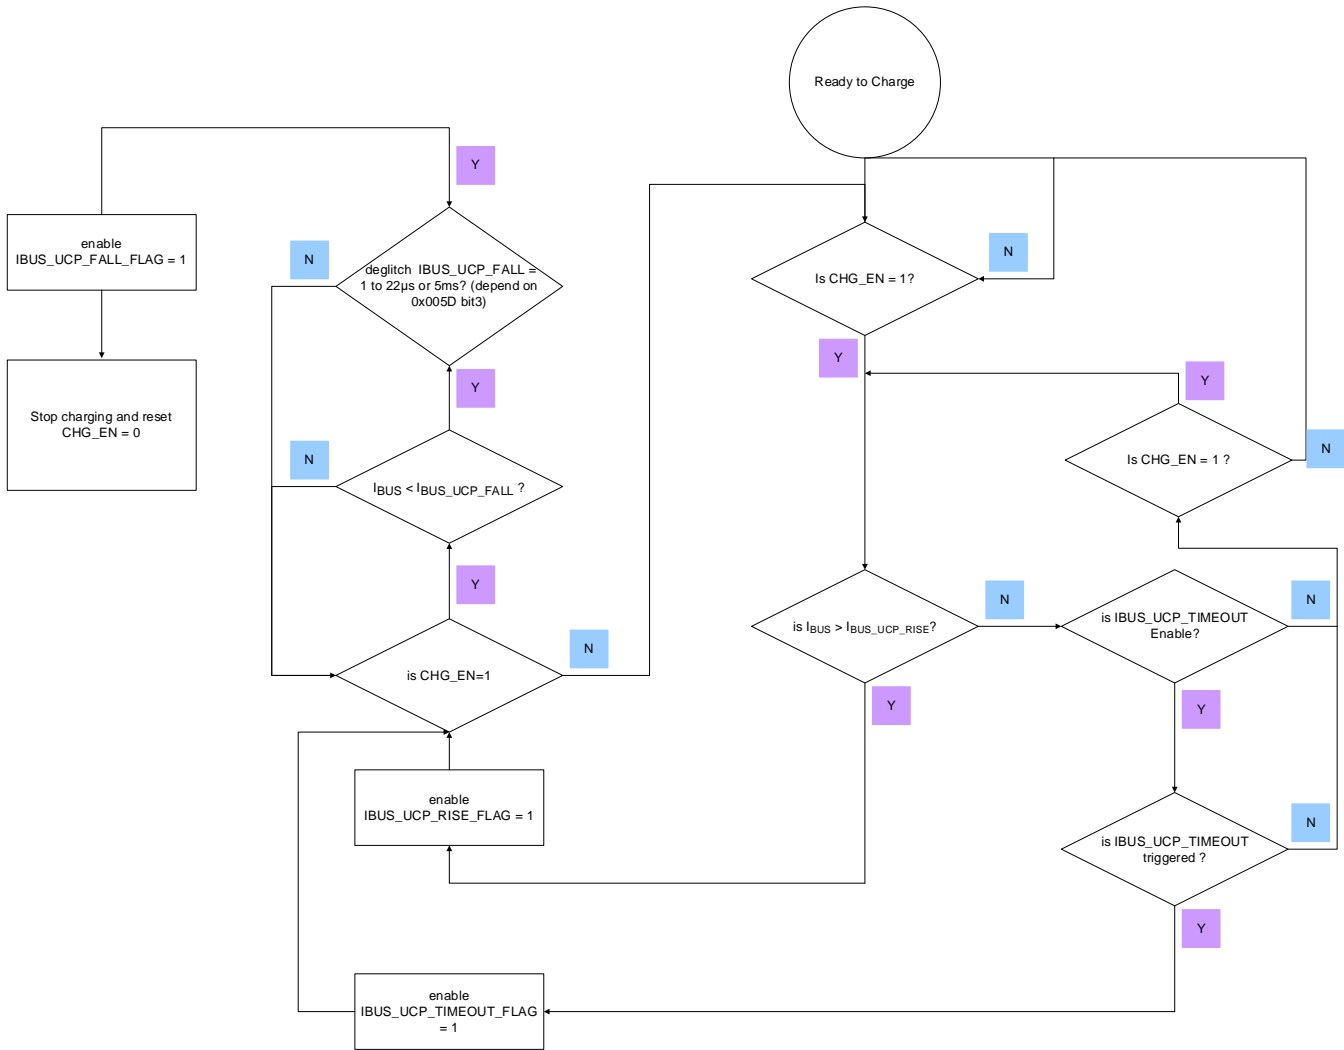 Ready to Charge
Y
enable
IBUS_UCP_FALL_FLAG = 1
N
deglitch IBUS_UCP_FALL =
1 to 22µs or 5ms? (depend on
0x005D bit3)
N
Is CHG_EN = 1?
Y
Y
Y
Stop charging and reset
CHG_EN = 0
N
IBUS < IBUS_UCP_FALL ?
Is CHG_EN = 1 ?
N
Y
N
is IBUS > IBUS_UCP_RISE?
N
is IBUS_UCP_TIMEOUT
Enable?
N
is CHG_EN=1
Y
Y
enable
IBUS_UCP_RISE_FLAG = 1
is IBUS_UCP_TIMEOUT
triggered ?
N
Y
enable
IBUS_UCP_TIMEOUT_FLAG
= 1